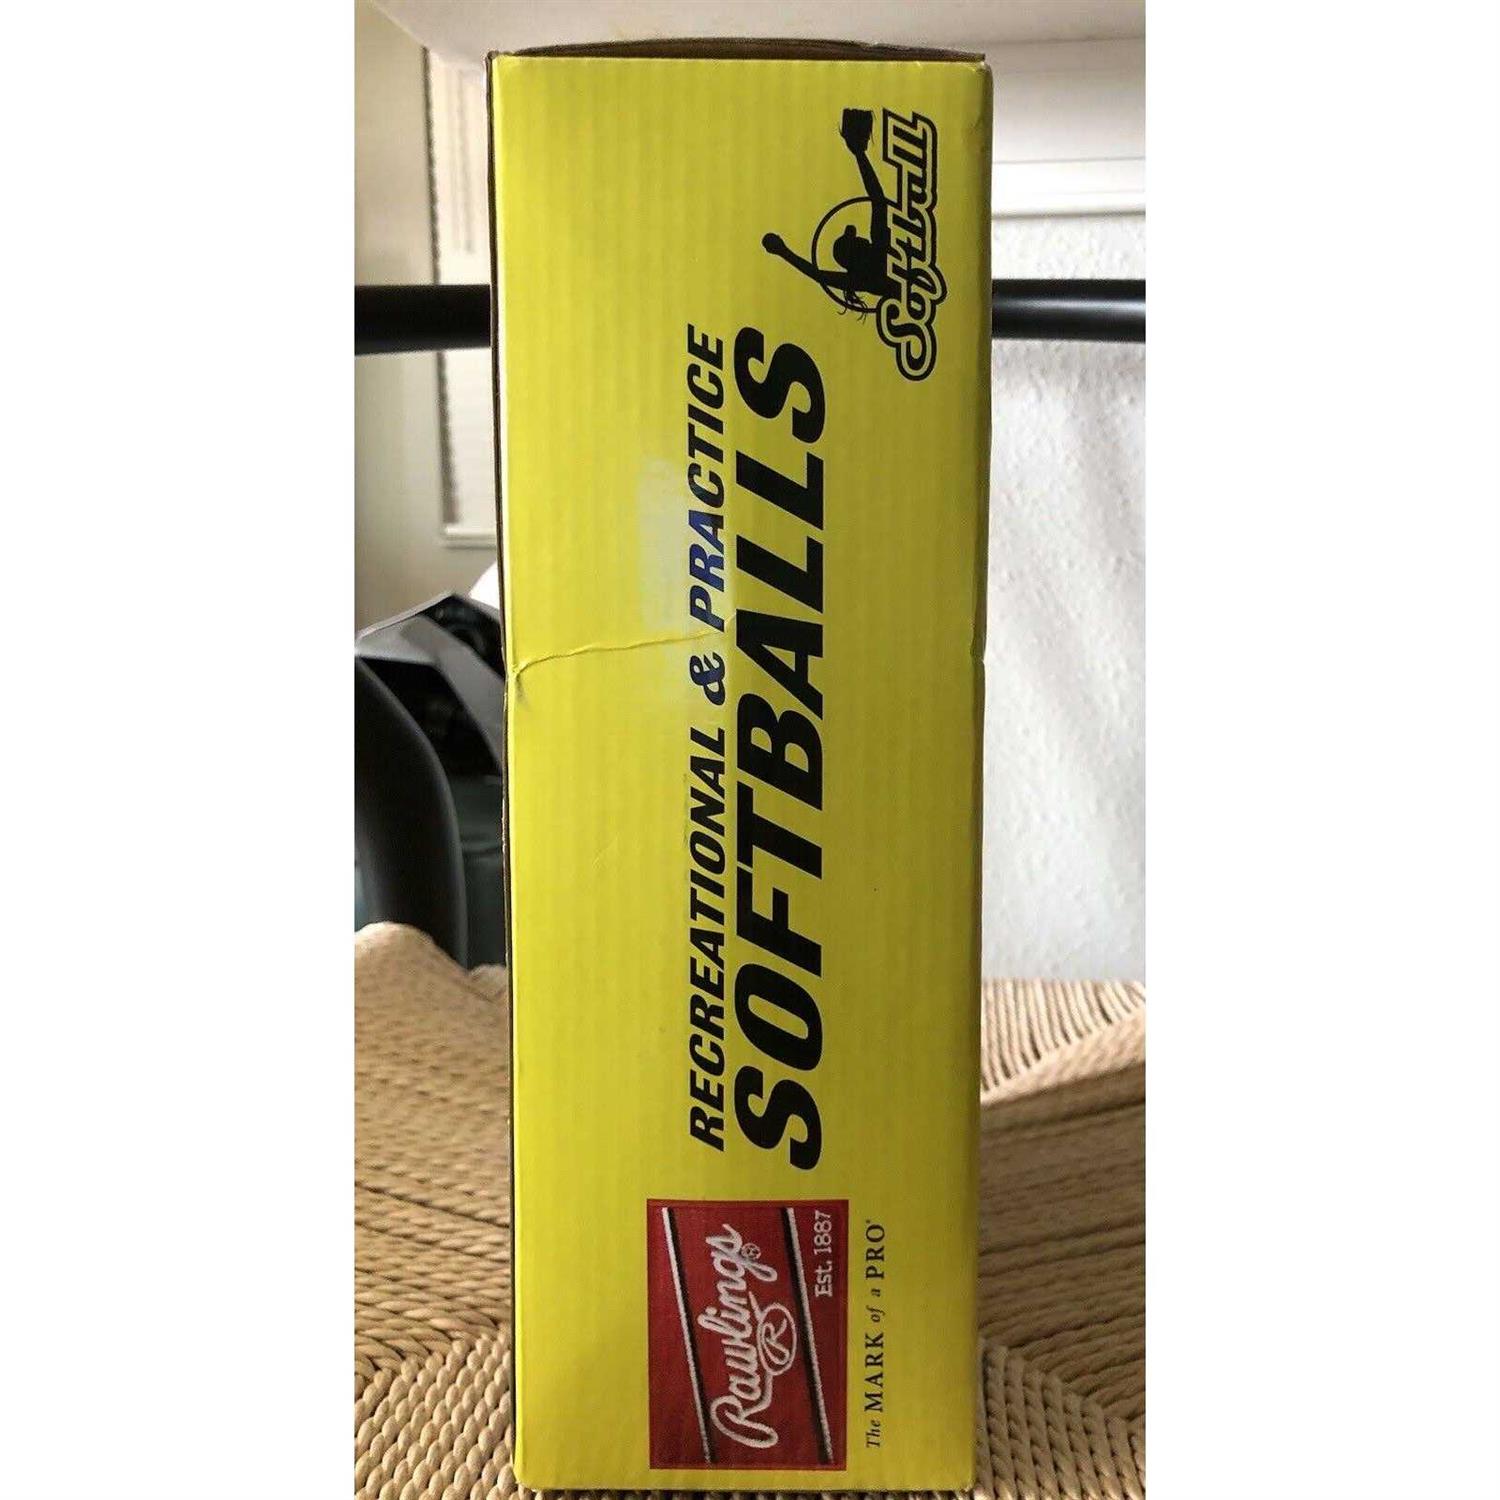 RECREATIONAL & PRACTICE
SOFTBALLS
Softball
Rawlings
R
®
Est. 1887
The MARK of a PRO®